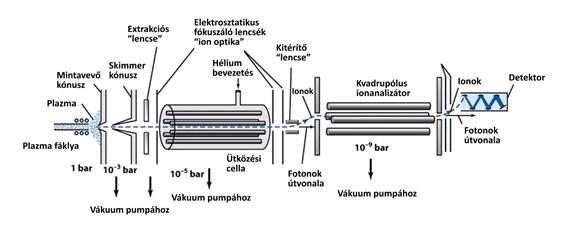 Extrakciós
"lencse"
Elektrosztatikus
fókuszáló lencsék
"ion optika"
Kitérítő
"lencse"
Skimmer
kónusz
Mintavevő
kónusz
Hélium
bevezetés
Kvadrupólus
ionanalizátor
Ionok
Ionok
Detektor
Plazma
Plazma fáklya
Ütközési
cella
Fotonok
útvonala
Fotonok
útvonala
1 bar
10⁻³ bar
10⁻⁵ bar
10⁻⁹ bar
Vákuum pumpához
Vákuum pumpához
Vákuum pumpához